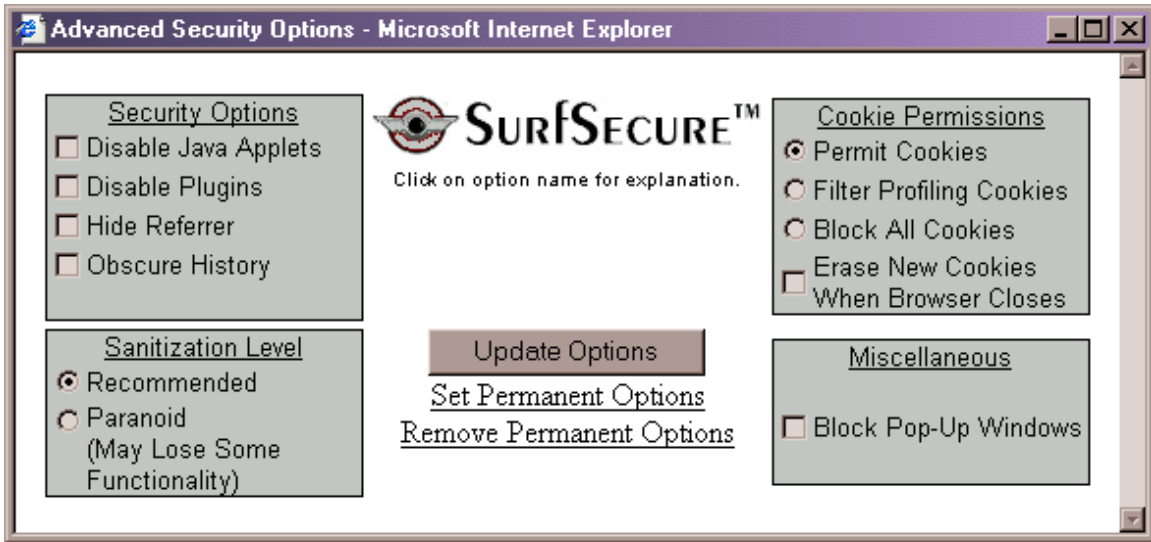 Advanced Security Options - Microsoft Internet Explorer
Security Options
Disable Java Applets
Disable Plugins
Hide Referrer
Obscure History
Sanitization Level
Recommended
Paranoid
(May Lose Some
Functionality)
SURFSECURE™
Click on option name for explanation.
Update Options
Set Permanent Options
Remove Permanent Options
Cookie Permissions
Permit Cookies
Filter Profiling Cookies
Block All Cookies
Erase New Cookies
When Browser Closes
Miscellaneous
Block Pop-Up Windows